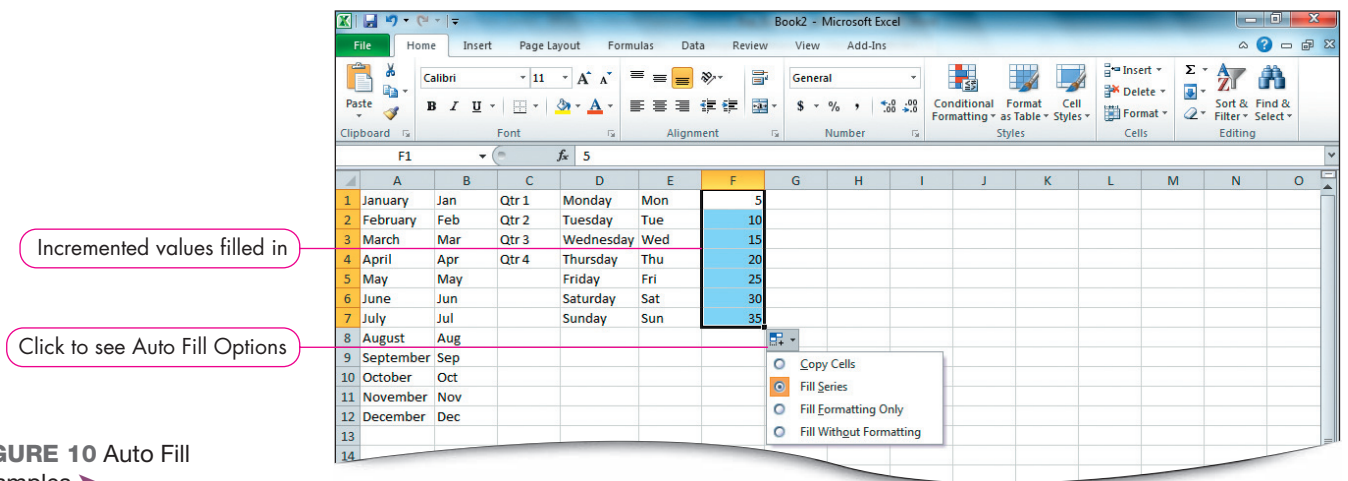 Book2 - Microsoft Excel
File Home Insert Page Layout Formulas Data Review View Add-Ins
Paste
Calibri 11
B I U
General
$ % ,
Conditional Formatting
Format as Table
Cell Styles
Insert
Delete
Format
Sort & Filter
Find & Select
Clipboard Font Alignment Number Styles Cells Editing
F1 fx 5
A B C D E F G H I J K L M N O
1 January Jan Qtr 1 Monday Mon 5
2 February Feb Qtr 2 Tuesday Tue 10
3 March Mar Qtr 3 Wednesday Wed 15
4 April Apr Qtr 4 Thursday Thu 20
5 May May Friday Fri 25
6 June Jun Saturday Sat 30
7 July Jul Sunday Sun 35
8 August Aug
9 September Sep
10 October Oct
11 November Nov
12 December Dec
13
14
Copy Cells
Fill Series
Fill Formatting Only
Fill Without Formatting
Incremented values filled in
Click to see Auto Fill Options
GURE 10 Auto Fill